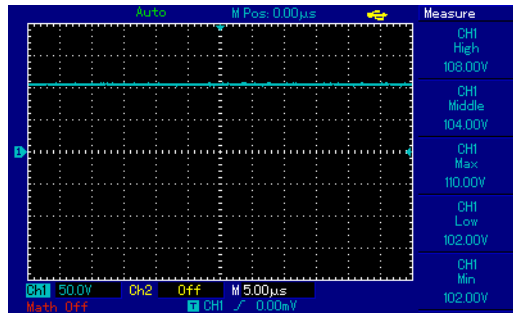 Auto M Pos: 0.00μs Measure
CH1
High
108.00V
CH1
Middle
104.00V
1
CH1
Max
110.00V
CH1
Low
102.00V
CH1
Min
102.00V
Ch1 50.0V Ch2 Off M 5.00μs
Math Off T CH1 0.00mV